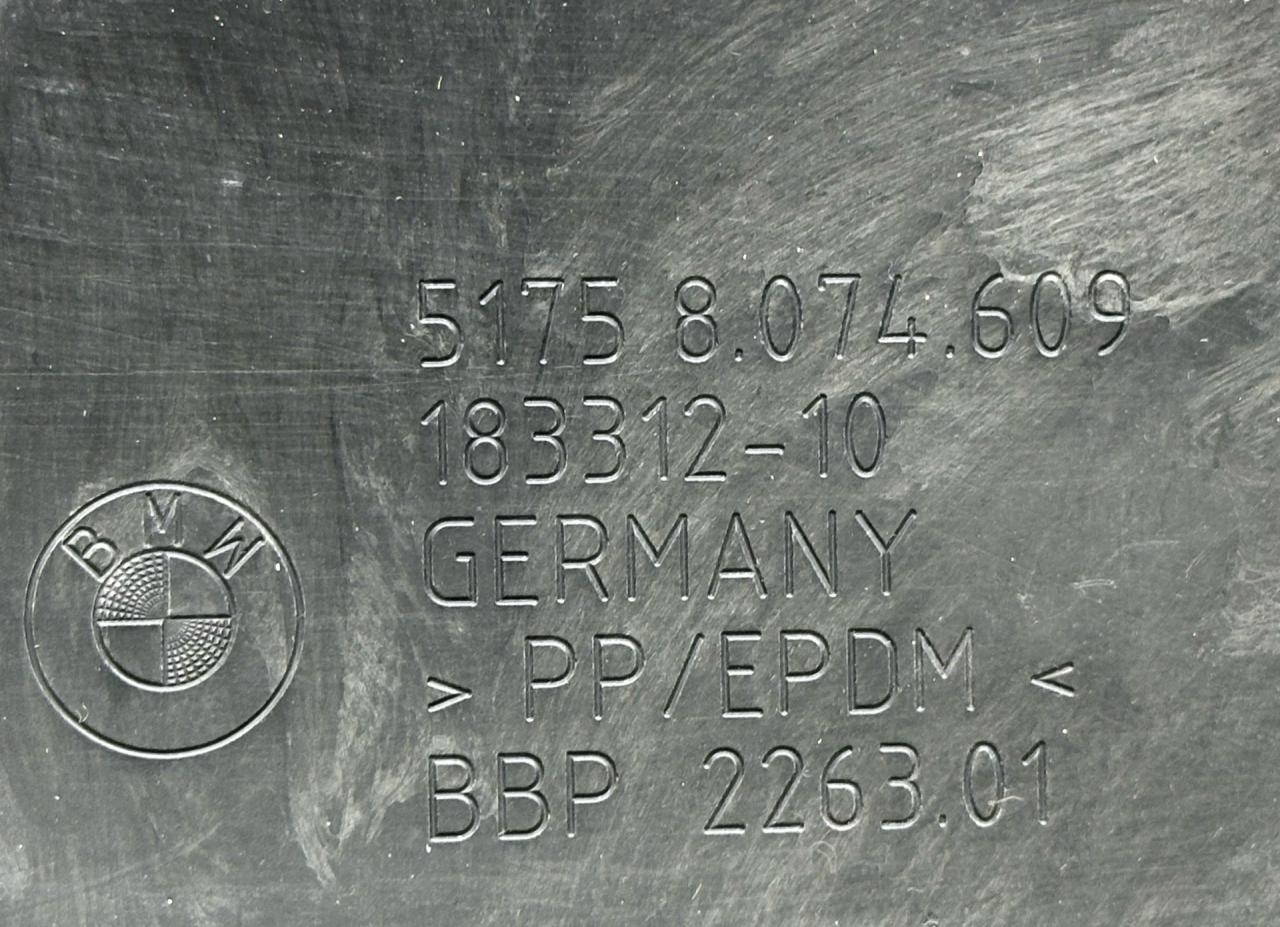 5175 8.074.609
183312-10
GERMANY
> PP/EPDM <
BBP 2263.01
BMW